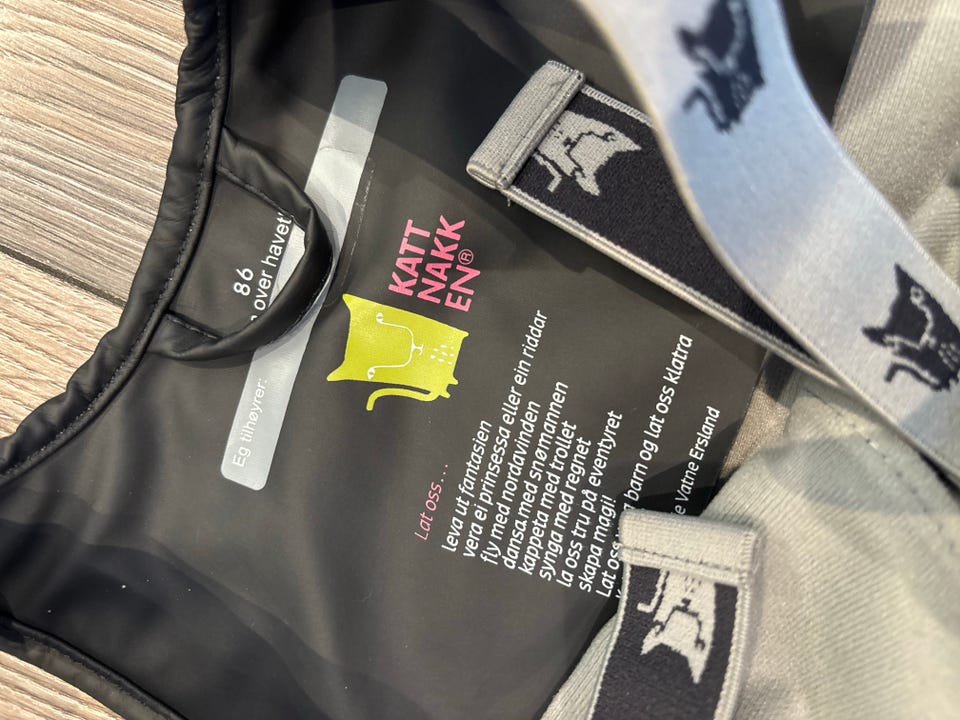 86
over havet
Eg tilhøyrer:
KATT
NAKK
EN®
Lat oss...
leva ut fantasien
vera ei prinsessa eller ein riddar
fly med nordavinden
dansa med snømannen
kappeta med trollet
synga med regnet
la oss tru på eventyret
skapa magi!
Lat oss barn og lat oss klatra
Vatne Ersland